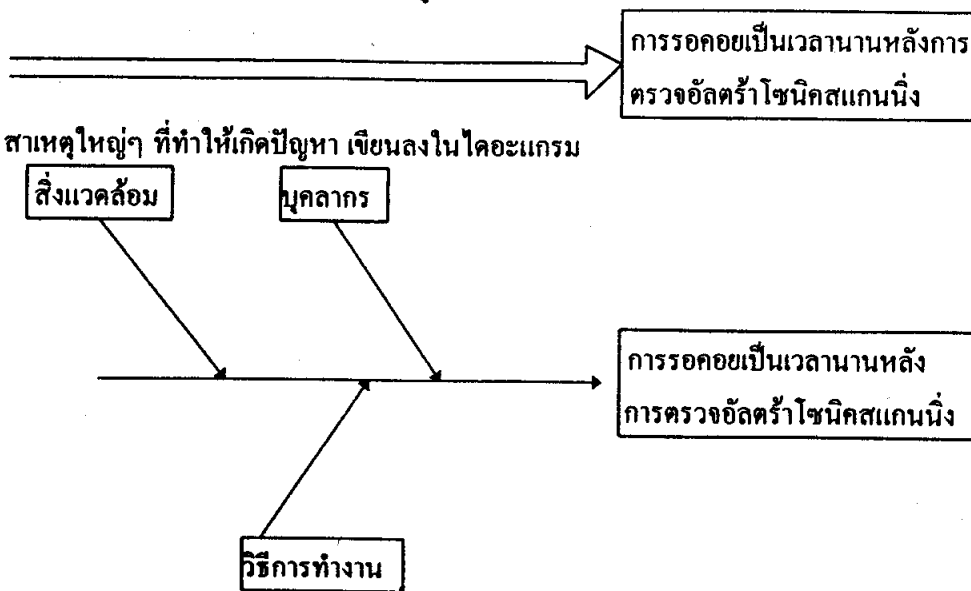 การรอคอยเป็นเวลานานหลังการ
ตรวจอัลตร้าโซนิคสแกนนิ่ง
สาเหตุใหญ่ๆ ที่ทำให้เกิดปัญหา เขียนลงในไดอะแกรม
สิ่งแวดล้อม
บุคลากร
การรอคอยเป็นเวลานานหลัง
การตรวจอัลตร้าโซนิคสแกนนิ่ง
วิธีการทำงาน